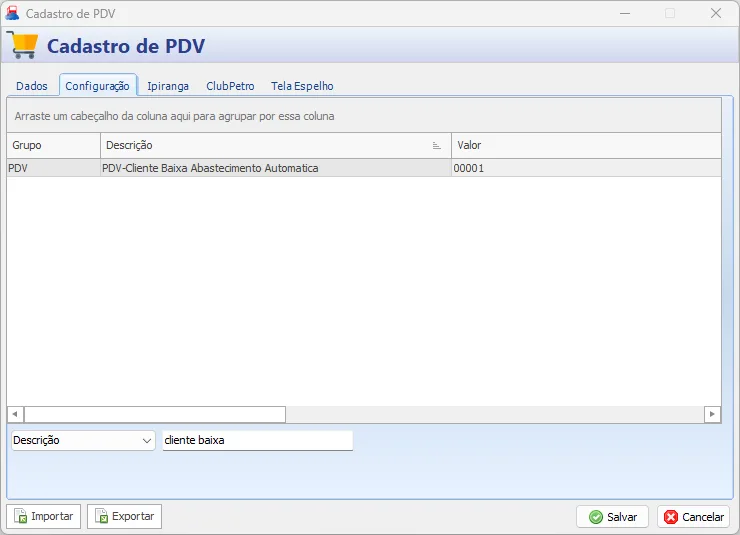 Cadastro de PDV
Cadastro de PDV
Dados Configuração Ipiranga ClubPetro Tela Espelho
Arraste um cabeçalho da coluna aqui para agrupar por essa coluna
Grupo Descrição Valor
PDV PDV-Cliente Baixa Abastecimento Automatica 00001
Descrição cliente baixa
Importar Exportar Salvar Cancelar